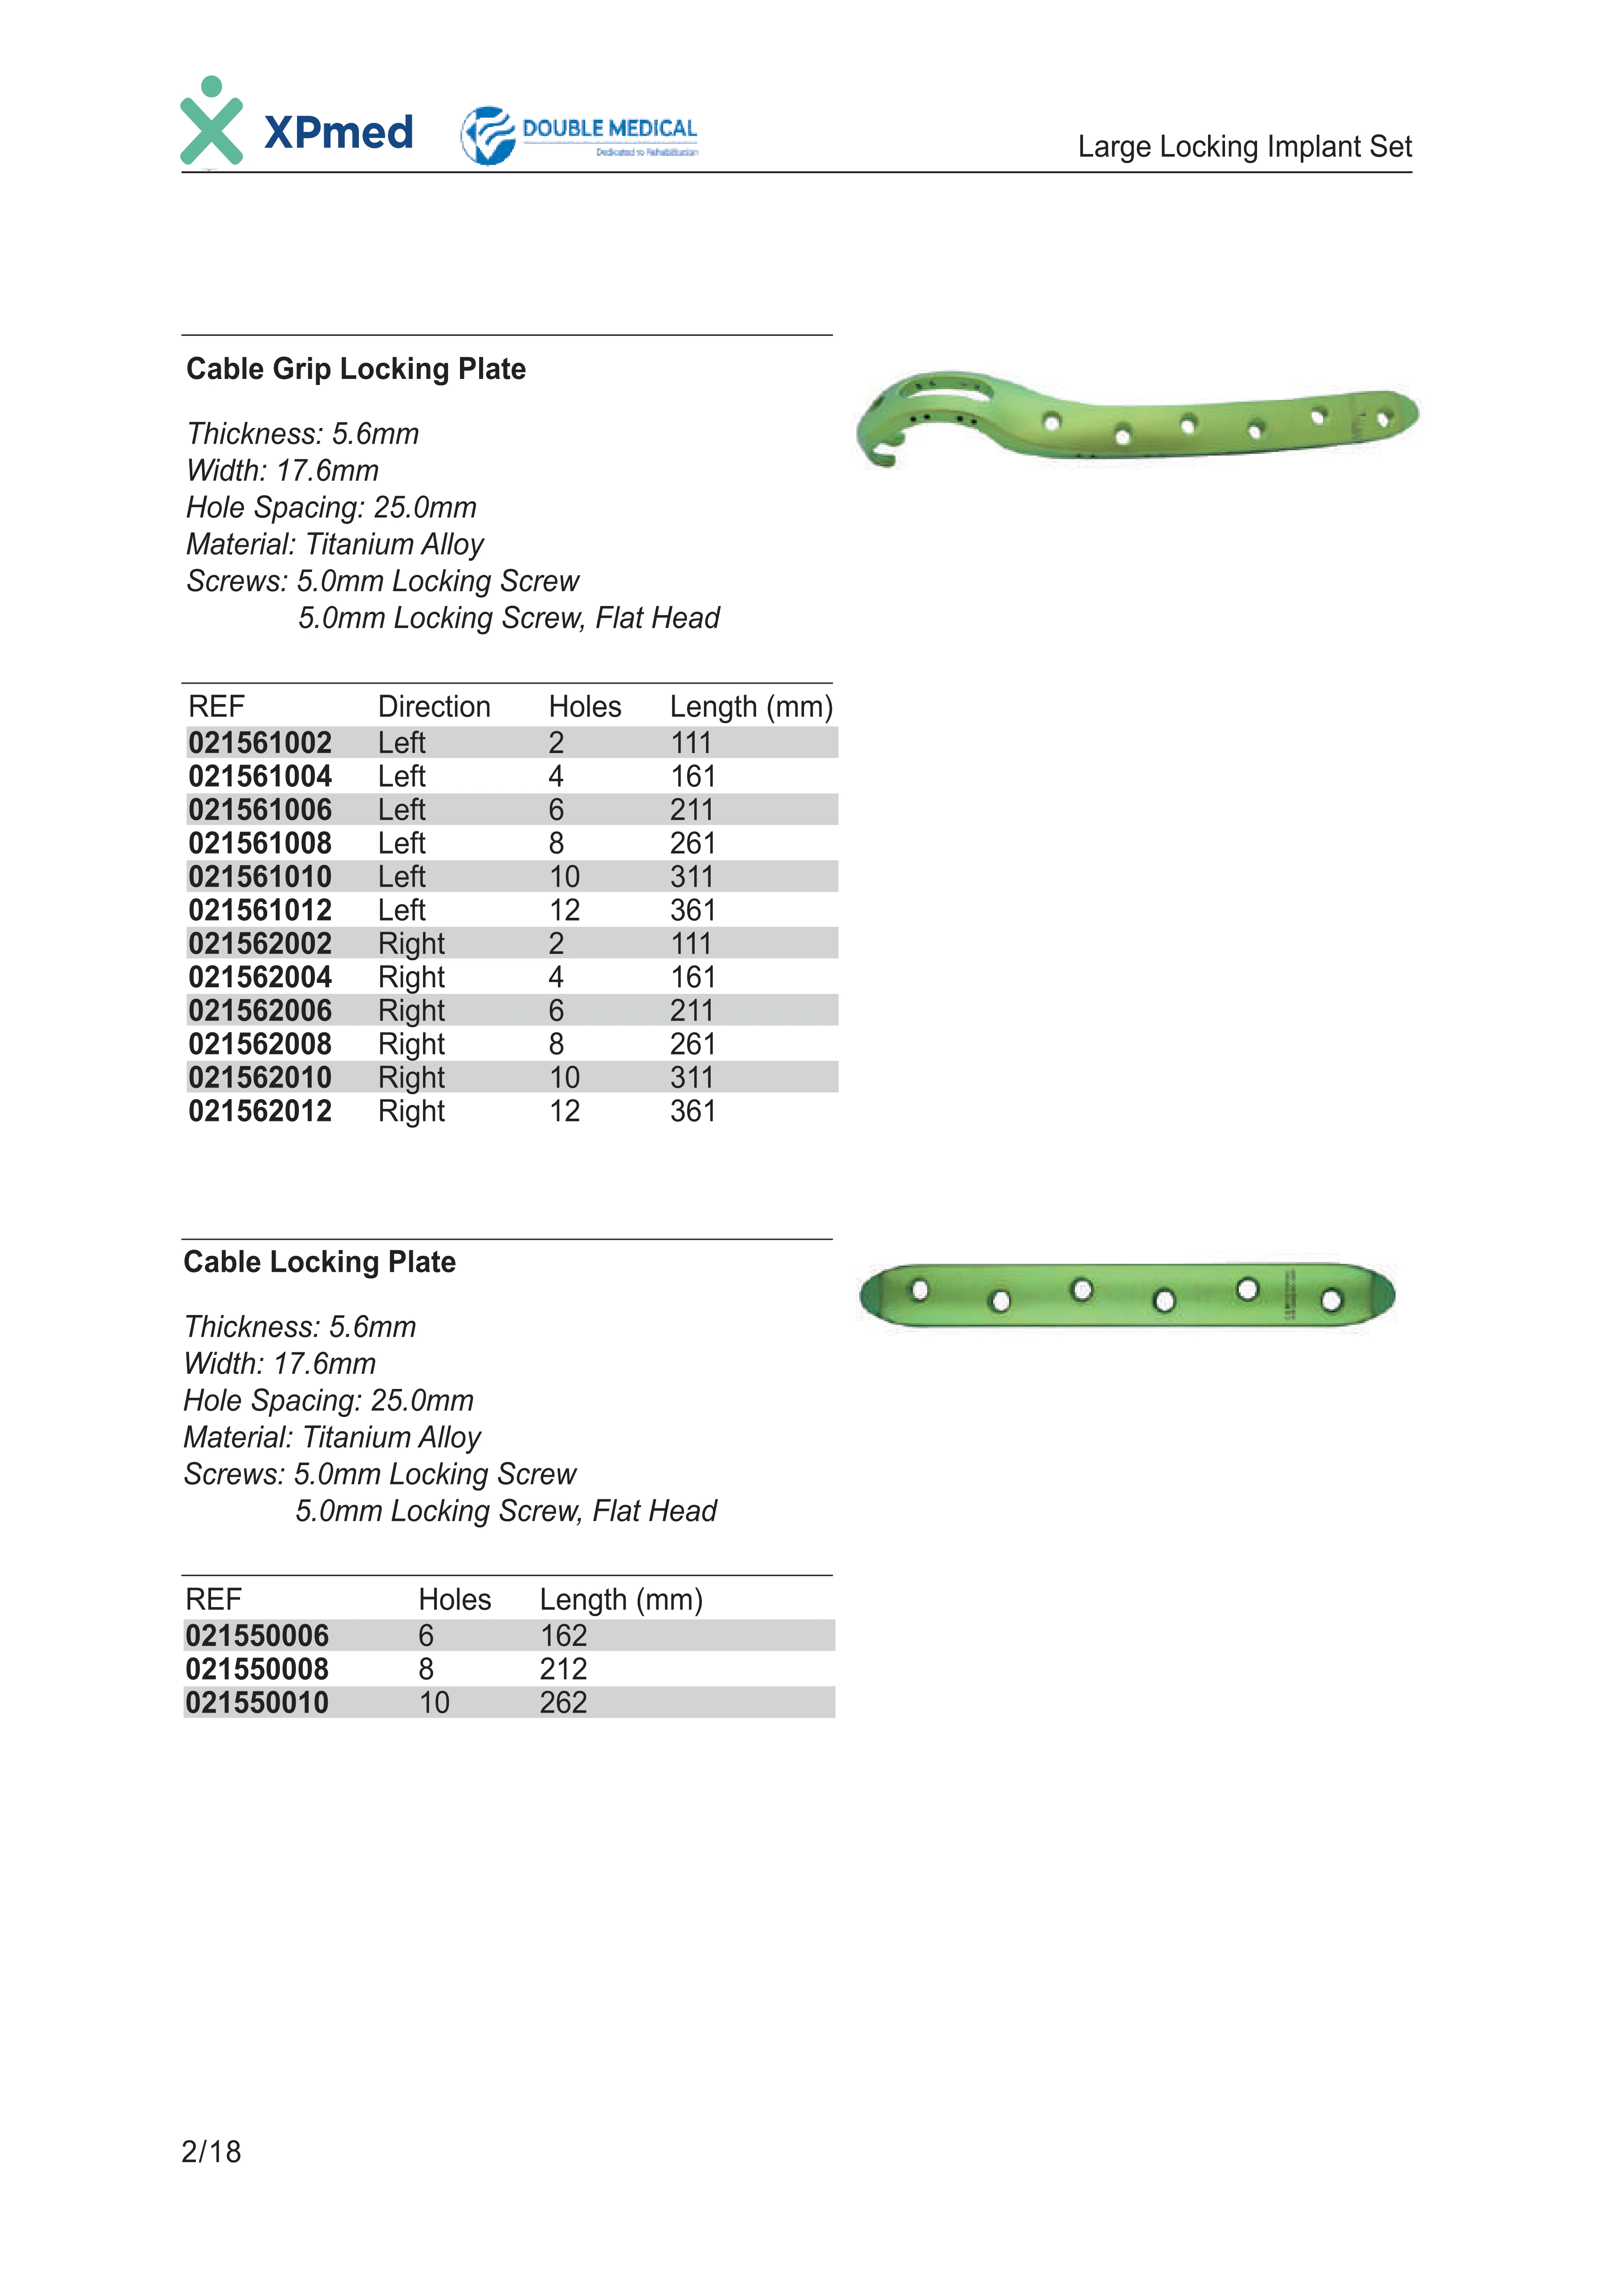 XPmed
DOUBLE MEDICAL
Dedicated to Rehabilitation
Large Locking Implant Set
Cable Grip Locking Plate
Thickness: 5.6mm
Width: 17.6mm
Hole Spacing: 25.0mm
Material: Titanium Alloy
Screws: 5.0mm Locking Screw
5.0mm Locking Screw, Flat Head
REF Direction Holes Length (mm)
021561002 Left 2 111
021561004 Left 4 161
021561006 Left 6 211
021561008 Left 8 261
021561010 Left 10 311
021561012 Left 12 361
021562002 Right 2 111
021562004 Right 4 161
021562006 Right 6 211
021562008 Right 8 261
021562010 Right 10 311
021562012 Right 12 361
Cable Locking Plate
Thickness: 5.6mm
Width: 17.6mm
Hole Spacing: 25.0mm
Material: Titanium Alloy
Screws: 5.0mm Locking Screw
5.0mm Locking Screw, Flat Head
REF Holes Length (mm)
021550006 6 162
021550008 8 212
021550010 10 262
2/18